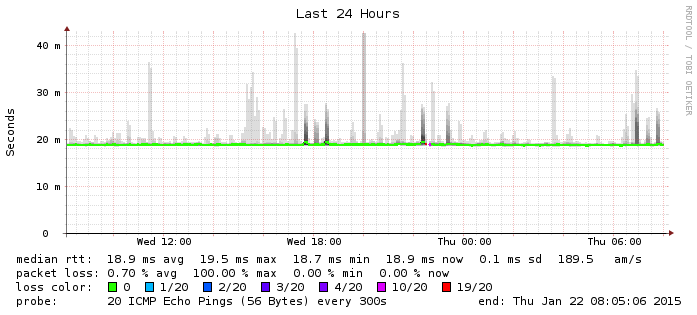 Last 24 Hours
RRDTOOL / TOBI OETIKER
Seconds
40 m
30 m
20 m
10 m
0
Wed 12:00 Wed 18:00 Thu 00:00 Thu 06:00
median rtt: 18.9 ms avg 19.5 ms max 18.7 ms min 18.9 ms now 0.1 ms sd 189.5 am/s
packet loss: 0.70 % avg 100.00 % max 0.00 % min 0.00 % now
loss color: 0 1/20 2/20 3/20 4/20 10/20 19/20
probe: 20 ICMP Echo Pings (56 Bytes) every 300s end: Thu Jan 22 08:05:06 2015